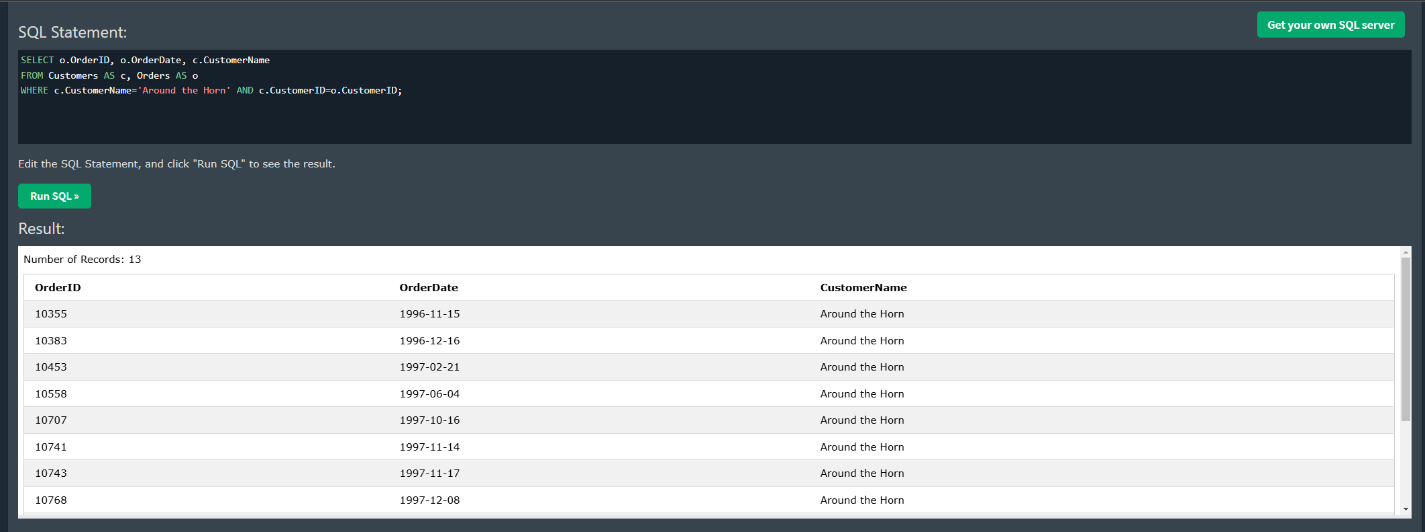 SQL Statement:
Get your own SQL server
SELECT o.OrderID, o.OrderDate, c.CustomerName
FROM Customers AS c, Orders AS o
WHERE c.CustomerName='Around the Horn' AND c.CustomerID=o.CustomerID;
Edit the SQL Statement, and click "Run SQL" to see the result.
Run SQL »
Result:
Number of Records: 13
OrderID OrderDate CustomerName
10355 1996-11-15 Around the Horn
10383 1996-12-16 Around the Horn
10453 1997-02-21 Around the Horn
10558 1997-06-04 Around the Horn
10707 1997-10-16 Around the Horn
10741 1997-11-14 Around the Horn
10743 1997-11-17 Around the Horn
10768 1997-12-08 Around the Horn